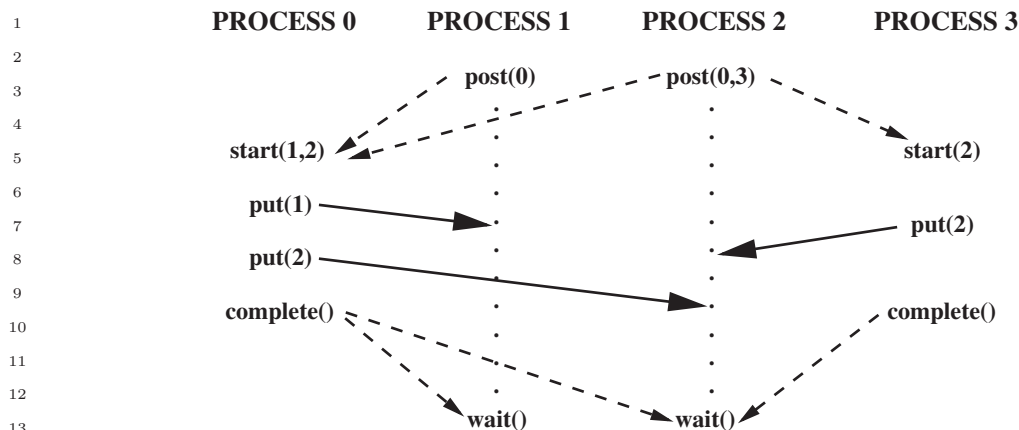 1 PROCESS 0 PROCESS 1 PROCESS 2 PROCESS 3
2
3 post(0) post(0,3)
4
5 start(1,2) start(2)
6
put(1)
7 put(2)
8 put(2)
9
complete() complete()
10
11
12
13 wait() wait()